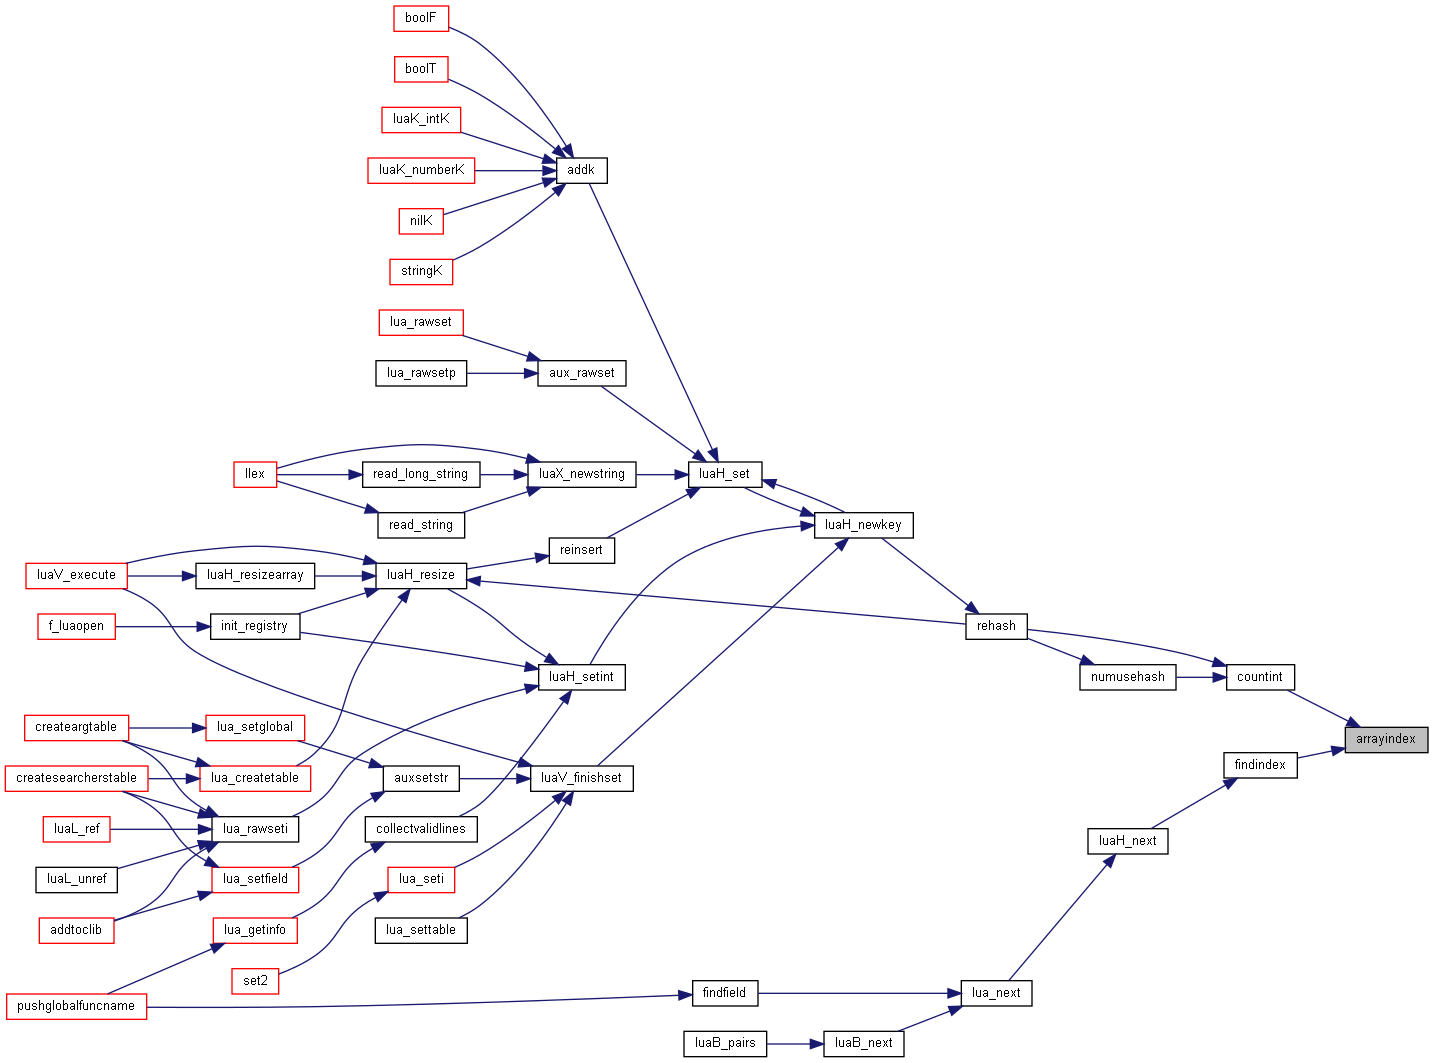 boolF
boolT
luaK_intK
luaK_numberK
addk
nilK
stringK
lua_rawset
lua_rawsetp
aux_rawset
llex
read_long_string
luaX_newstring
luaH_set
read_string
luaH_newkey
reinsert
luaV_execute
luaH_resizearray
luaH_resize
f_luaopen
init_registry
rehash
luaH_setint
numusehash
countint
createargtable
lua_setglobal
arrayindex
createsearcherstable
lua_createtable
auxsetstr
luaV_finishset
findindex
luaL_ref
lua_rawseti
collectvalidlines
luaH_next
luaL_unref
lua_setfield
lua_seti
addtoclib
lua_getinfo
lua_settable
set2
pushglobalfuncname
findfield
lua_next
luaB_pairs
luaB_next